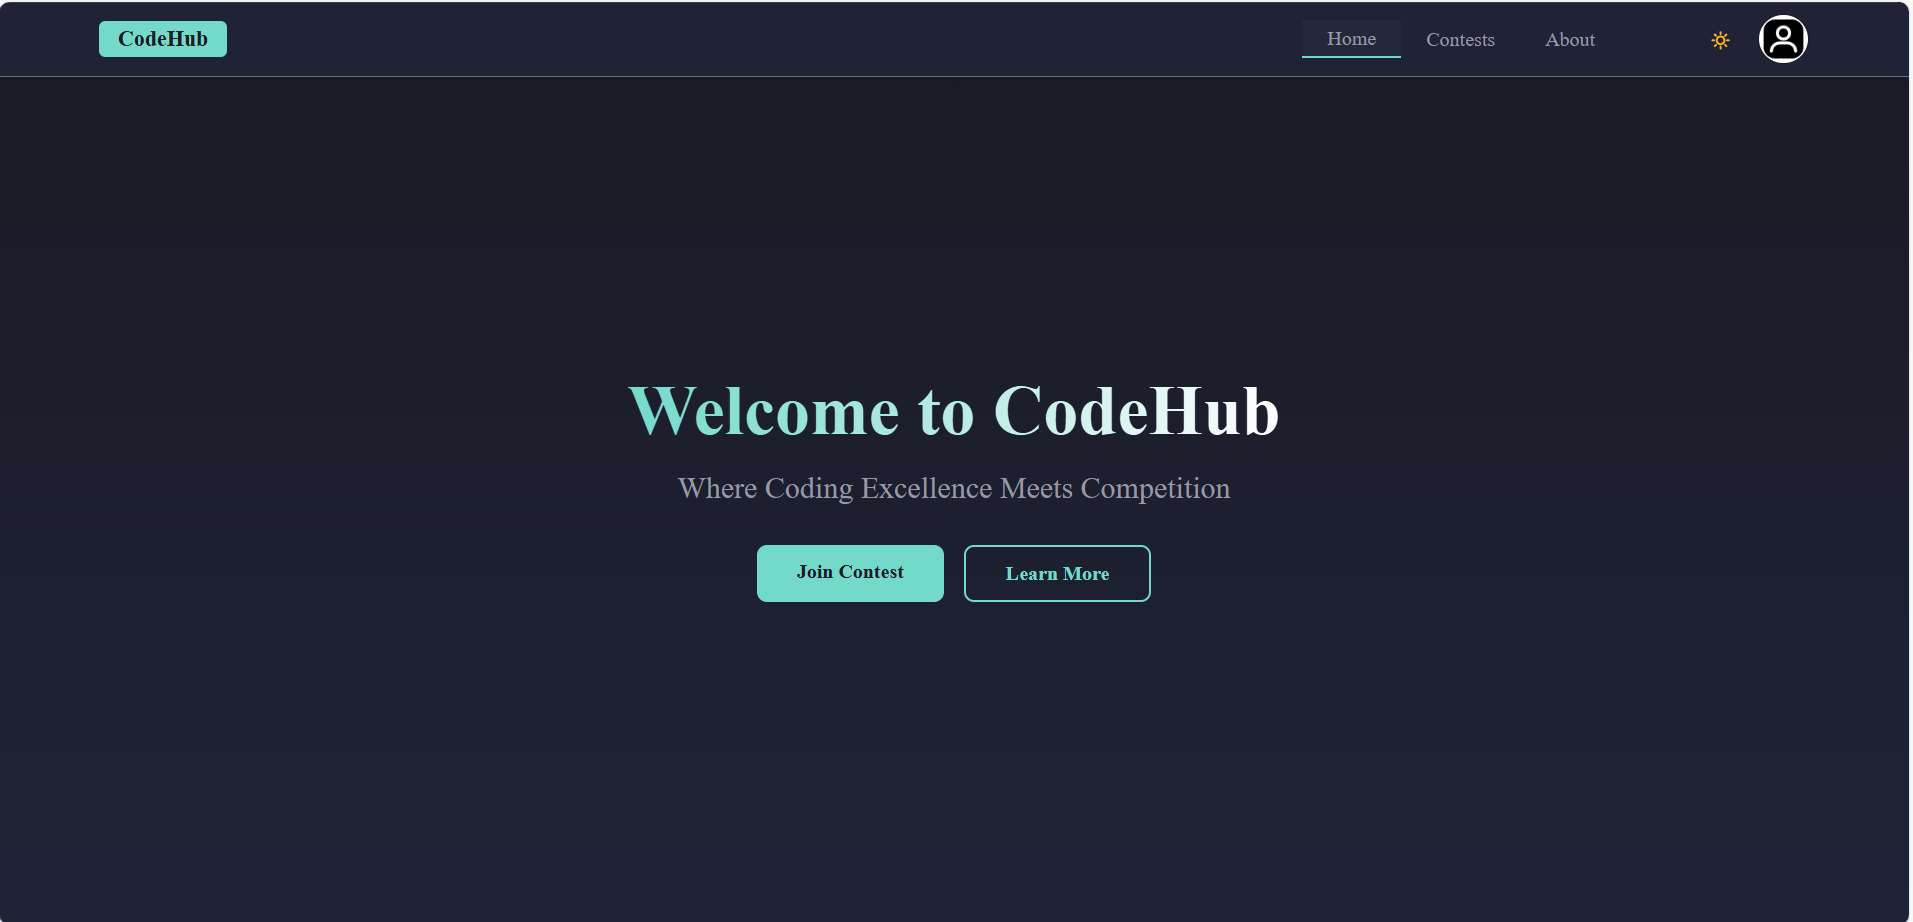 CodeHub
Home
Contests
About
Welcome to CodeHub
Where Coding Excellence Meets Competition
Join Contest
Learn More